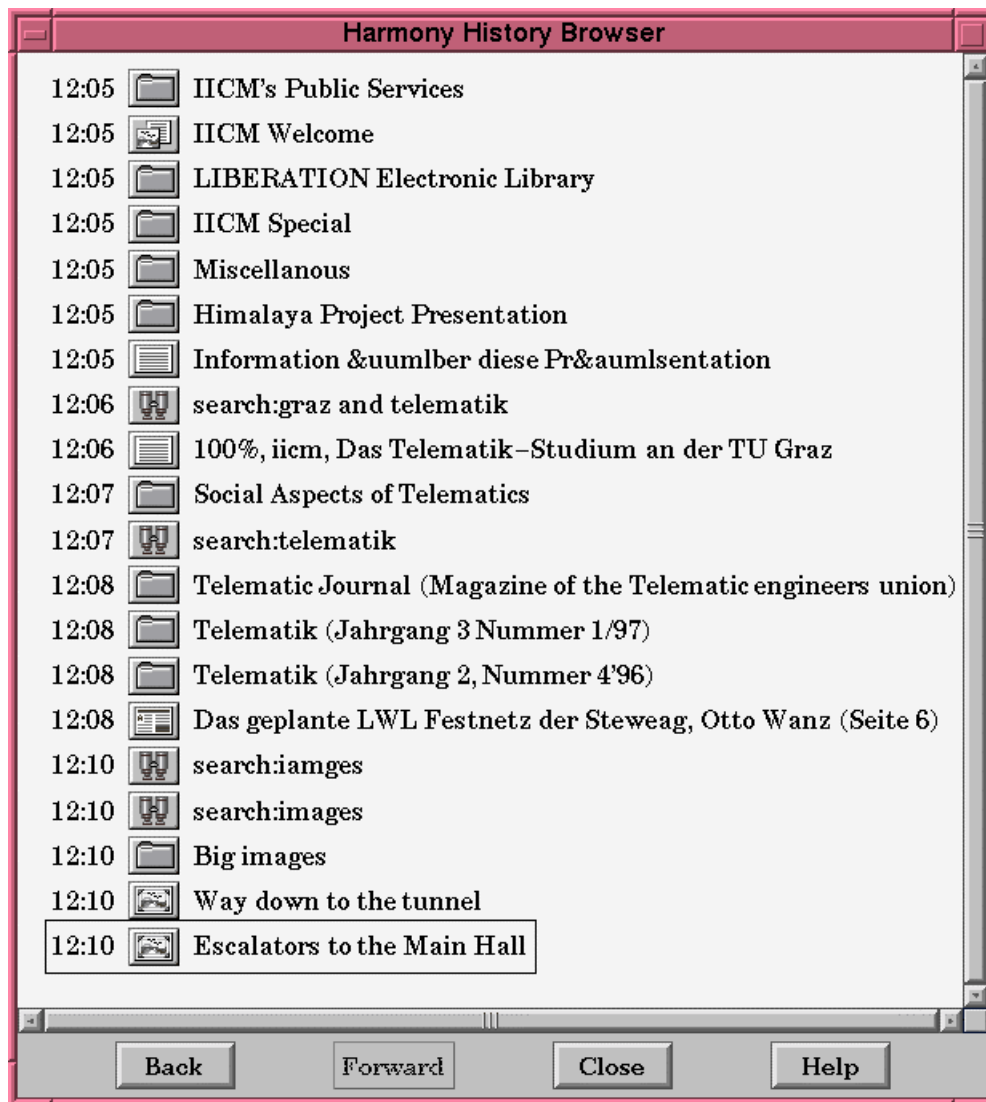 Harmony History Browser
12:05 IICM's Public Services
12:05 IICM Welcome
12:05 LIBERATION Electronic Library
12:05 IICM Special
12:05 Miscellanous
12:05 Himalaya Project Presentation
12:05 Information &uumlber diese Pr&aumlsentation
12:06 search:graz and telematik
12:06 100%, iicm, Das Telematik-Studium an der TU Graz
12:07 Social Aspects of Telematics
12:07 search:telematik
12:08 Telematic Journal (Magazine of the Telematic engineers union)
12:08 Telematik (Jahrgang 3 Nummer 1/97)
12:08 Telematik (Jahrgang 2, Nummer 4'96)
12:08 Das geplante LWL Festnetz der Steweag, Otto Wanz (Seite 6)
12:10 search:iamges
12:10 search:images
12:10 Big images
12:10 Way down to the tunnel
12:10 Escalators to the Main Hall
Back Forward Close Help